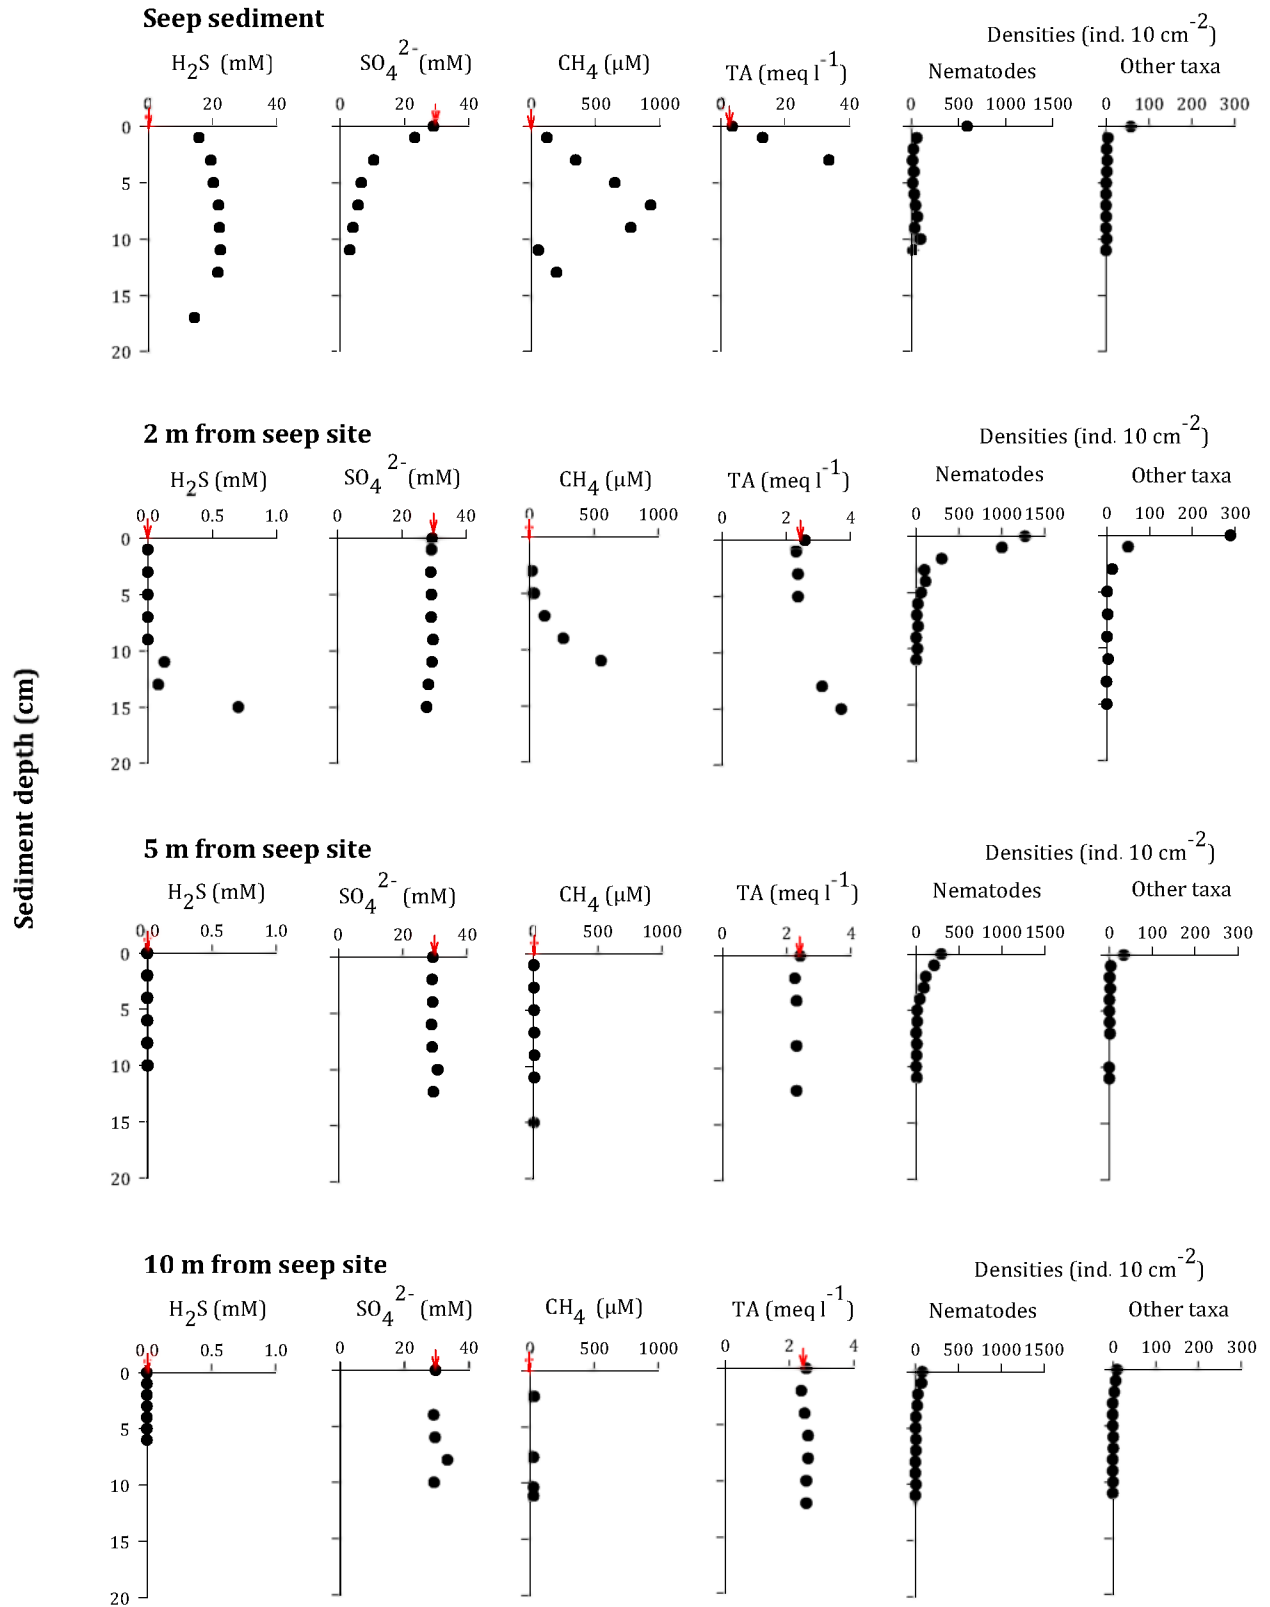 Seep sediment
Densities (ind. 10 cm-2)
H2S (mM) SO4 2- (mM) CH4 (µM) TA (meq l-1) Nematodes Other taxa
0 20 40 0 20 40 0 500 1000 0 20 40 0 500 1000 1500 0 100 200 300
0
5
10
15
20
2 m from seep site
Densities (ind. 10 cm-2)
H2S (mM) SO4 2- (mM) CH4 (µM) TA (meq l-1) Nematodes Other taxa
0.0 0.5 1.0 0 20 40 0 500 1000 0 2 4 0 500 1000 1500 0 100 200 300
0
5
10
15
20
Sediment depth (cm)
5 m from seep site
Densities (ind. 10 cm-2)
H2S (mM) SO4 2- (mM) CH4 (µM) TA (meq l-1) Nematodes Other taxa
0.0 0.5 1.0 0 20 40 0 500 1000 0 2 4 0 500 1000 1500 0 100 200 300
0
5
10
15
20
10 m from seep site
Densities (ind. 10 cm-2)
H2S (mM) SO4 2- (mM) CH4 (µM) TA (meq l-1) Nematodes Other taxa
0.0 0.5 1.0 0 20 40 0 500 1000 0 2 4 0 500 1000 1500 0 100 200 300
0
5
10
15
20